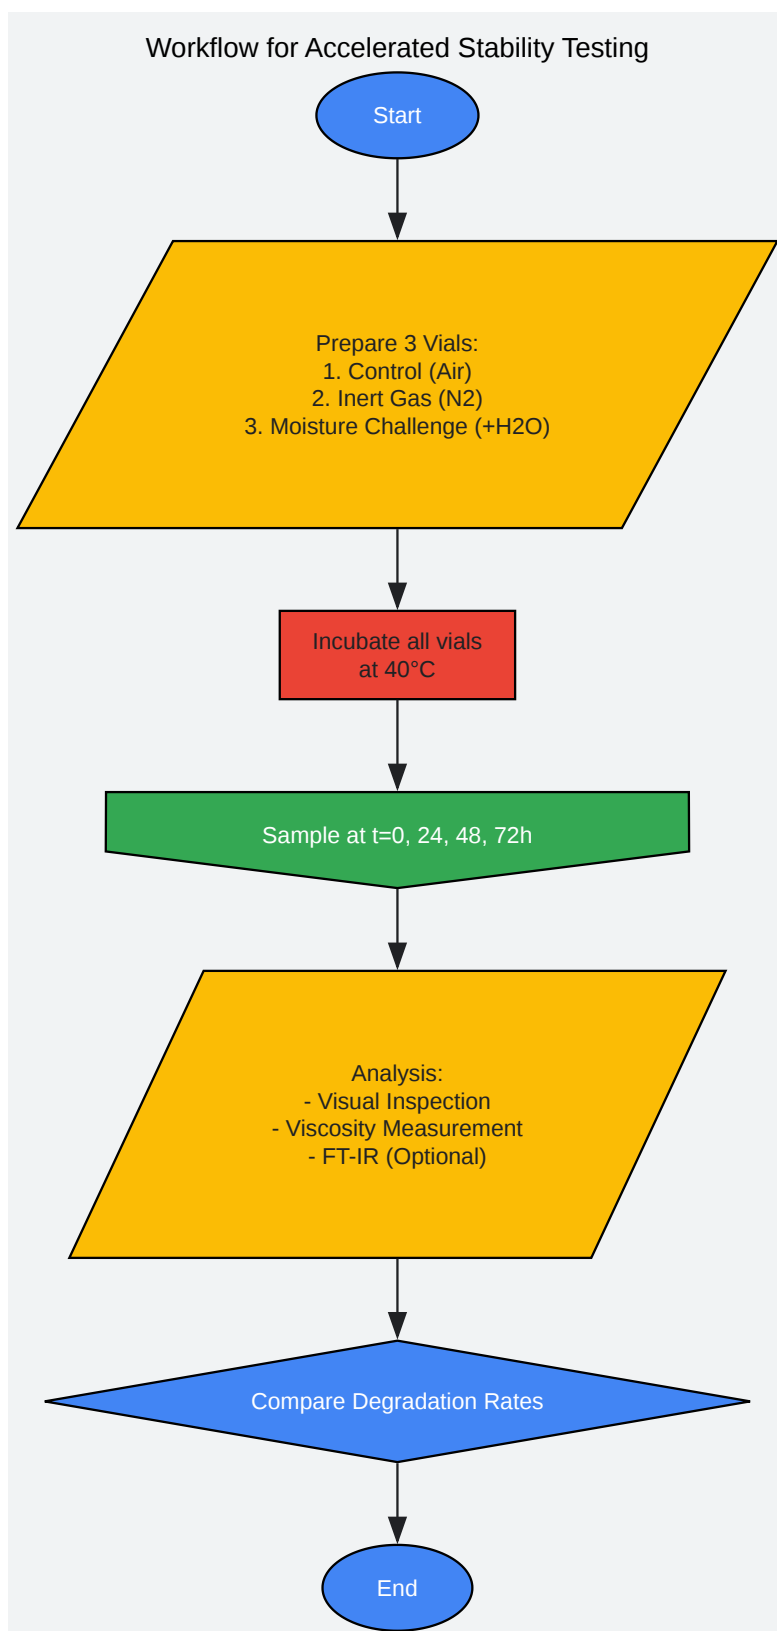 Workflow for Accelerated Stability Testing
Start
Prepare 3 Vials:
1. Control (Air)
2. Inert Gas (N2)
3. Moisture Challenge (+H2O)
Incubate all vials
at 40°C
Sample at t=0, 24, 48, 72h
Analysis:
- Visual Inspection
- Viscosity Measurement
- FT-IR (Optional)
Compare Degradation Rates
End